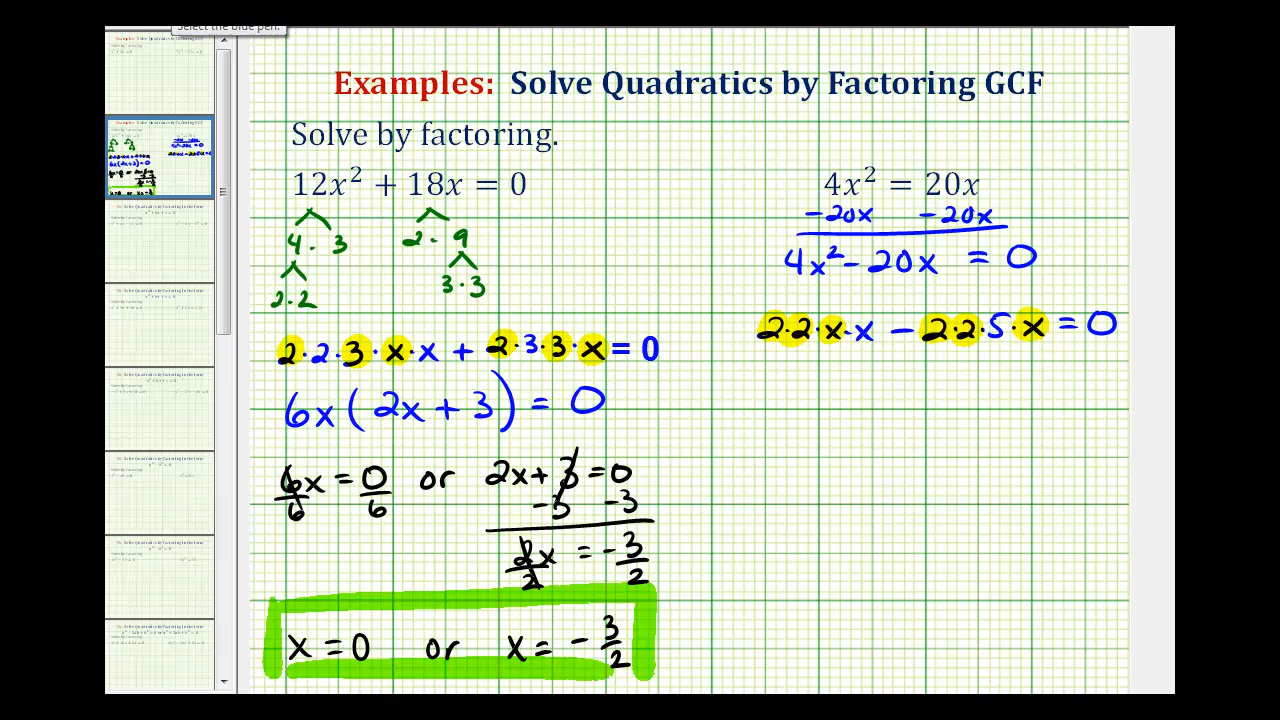 Select the blue pen.
Examples: Solve Quadratics by Factoring GCF
Solve by factoring.
12x² + 18x = 0
4 · 3   2 · 9
2 · 2   3 · 3
2 · 2 · 3 · x · x + 2 · 3 · 3 · x = 0
6x(2x + 3) = 0
6x = 0 or 2x + 3 = 0
6   6   -3   -3
2x = -3
2   2
x = 0 or x = -3/2
4x² = 20x
-20x   -20x
4x² - 20x = 0
2 · 2 · x · x - 2 · 2 · 5 · x = 0